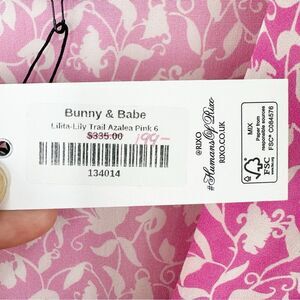 Bunny & Babe
Lilita-Lily Trail Azalea Pink 6
$335.00 199-
134014
@RIXO
#HumansOfRixo
RIXO.CO.UK
MIX
Paper from
responsible sources
FSC® C084576
FSC